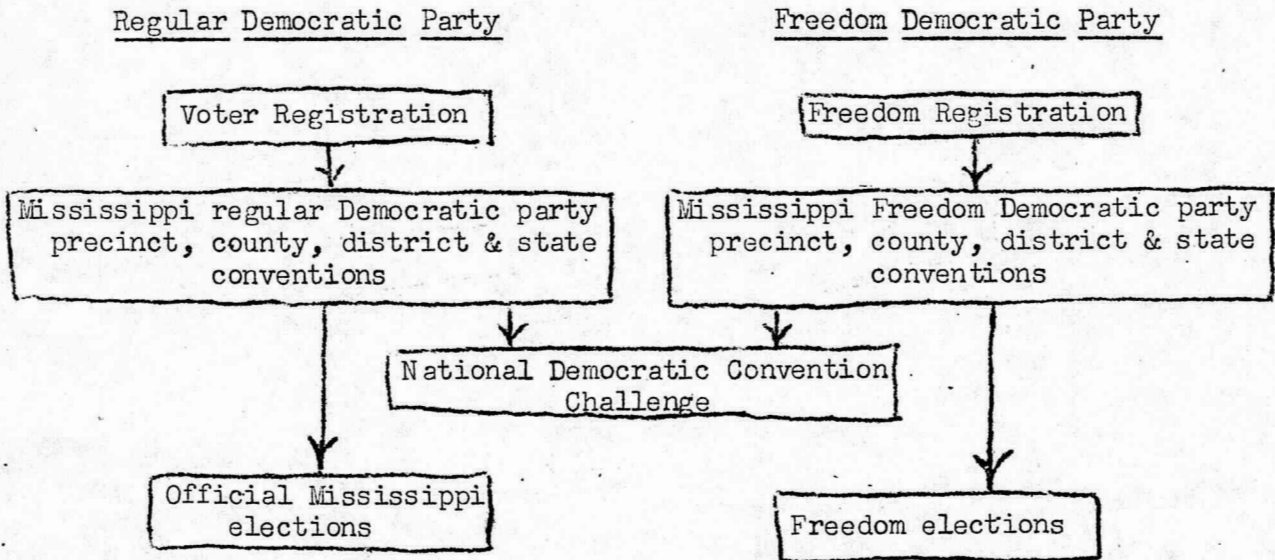 Regular Democratic Party
Freedom Democratic Party
Voter Registration
Freedom Registration
Mississippi regular Democratic party
precinct, county, district & state
conventions
Mississippi Freedom Democratic party
precinct, county, district & state
conventions
National Democratic Convention
Challenge
Official Mississippi
elections
Freedom elections